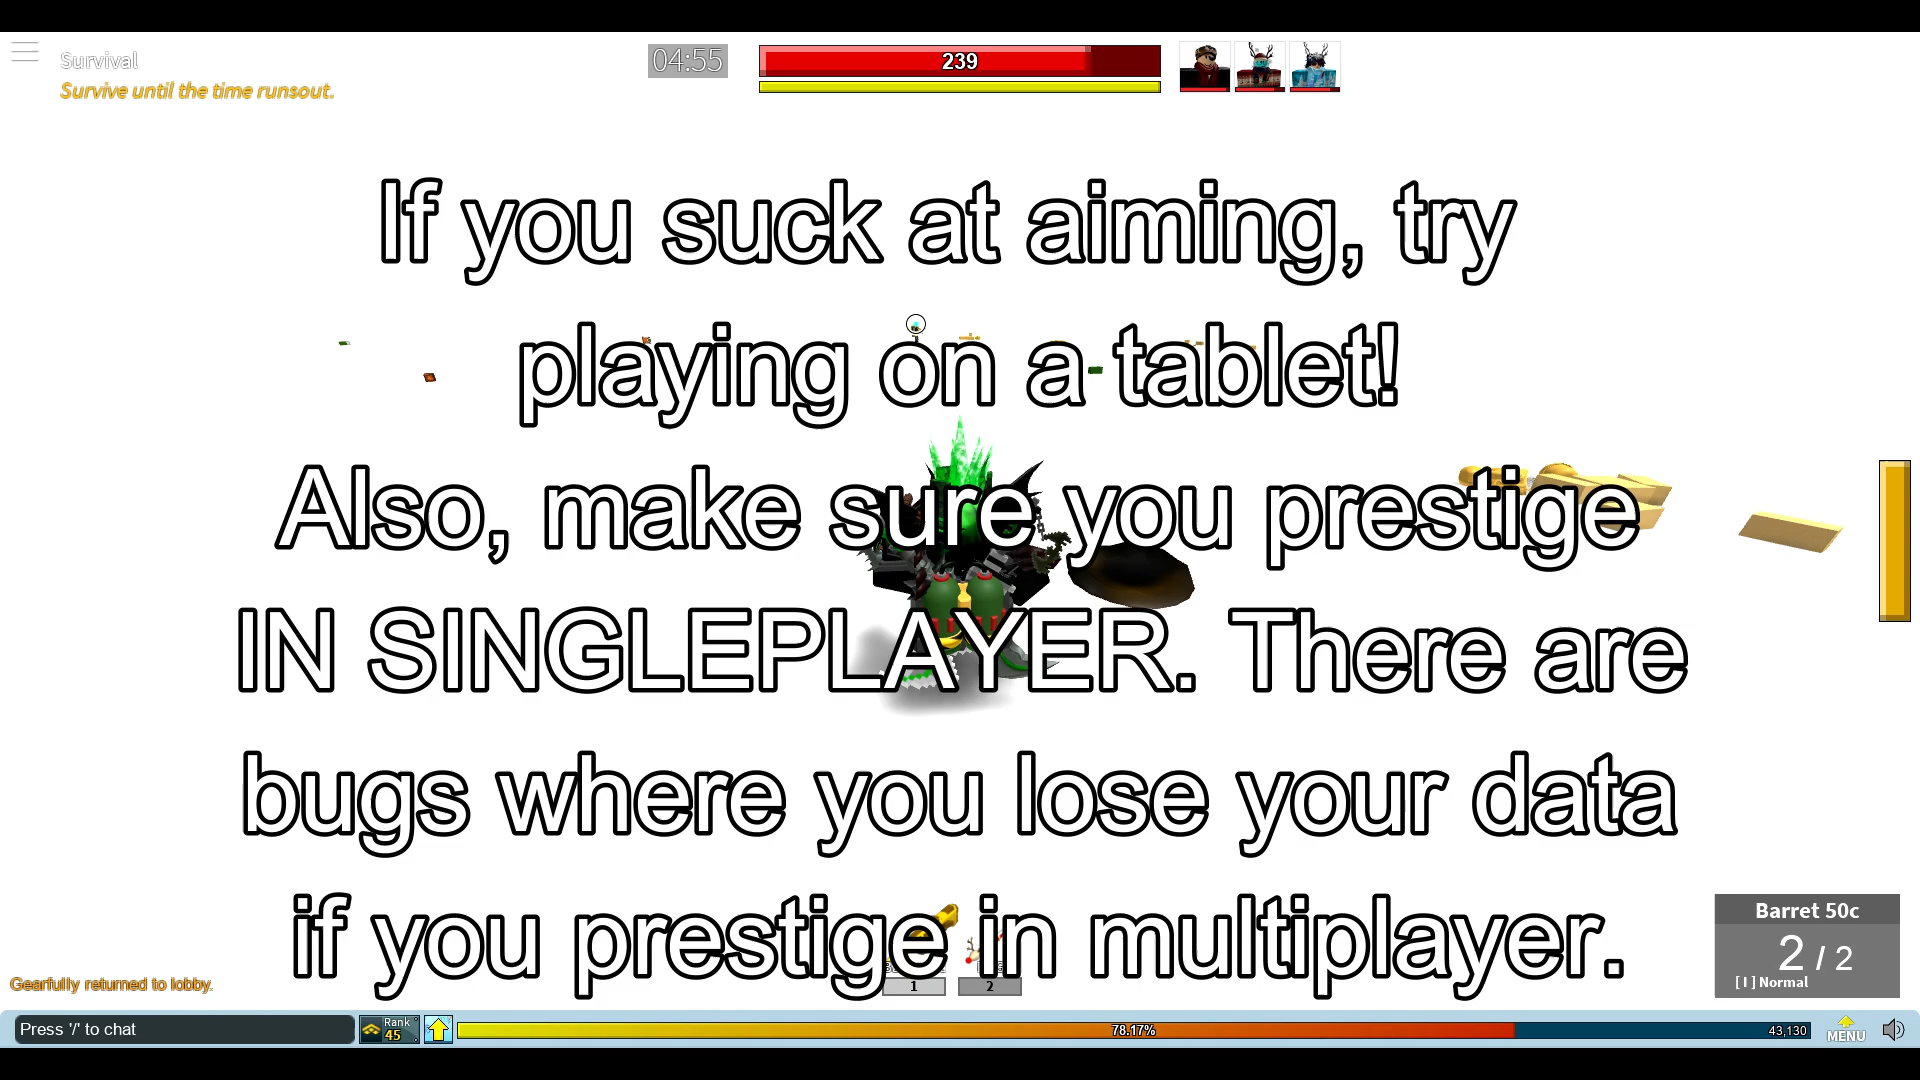 Survival
Survive until the time runsout.
04:55
239
If you suck at aiming, try
playing on a tablet!
Also, make sure you prestige
IN SINGLEPLAYER. There are
bugs where you lose your data
if you prestige in multiplayer.
Barret 50c
2 / 2
[ I ] Normal
Gearfully returned to lobby.
1
2
Press '/' to chat
Rank
45
78.17%
43,130
MENU